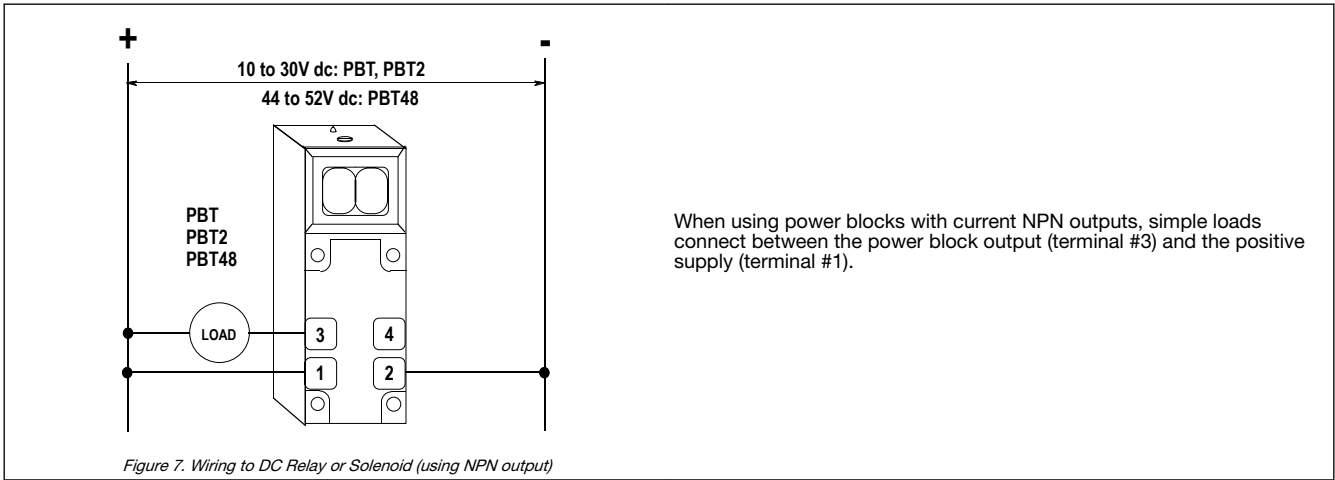 +
-
10 to 30V dc: PBT, PBT2
44 to 52V dc: PBT48
PBT
PBT2
PBT48
LOAD
3
4
1
2
Figure 7. Wiring to DC Relay or Solenoid (using NPN output)
When using power blocks with current NPN outputs, simple loads
connect between the power block output (terminal #3) and the positive
supply (terminal #1).